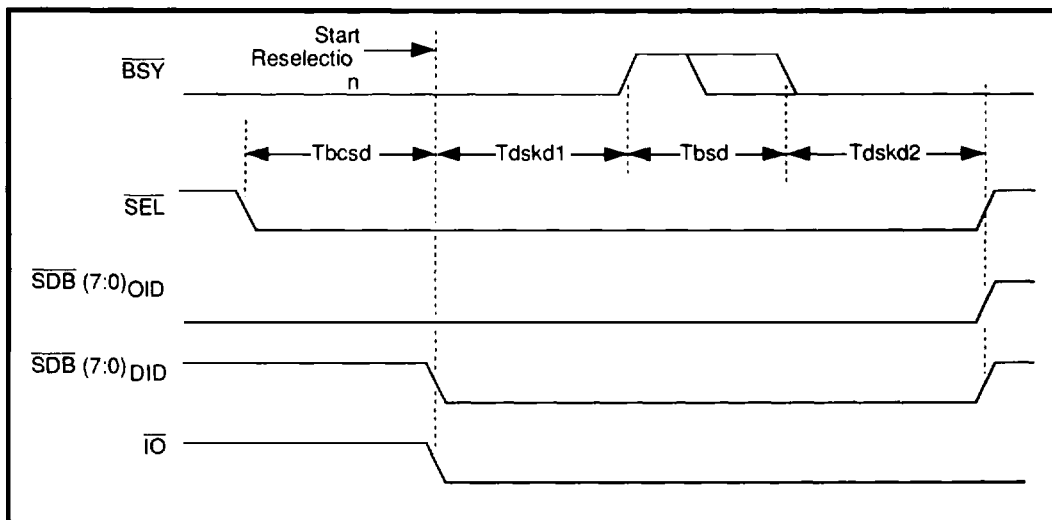 Start
Reselectio
n
BSY
Tbcsd Tdskd1 Tbsd Tdskd2
SEL
SDB (7:0) OID
SDB (7:0) DID
IO